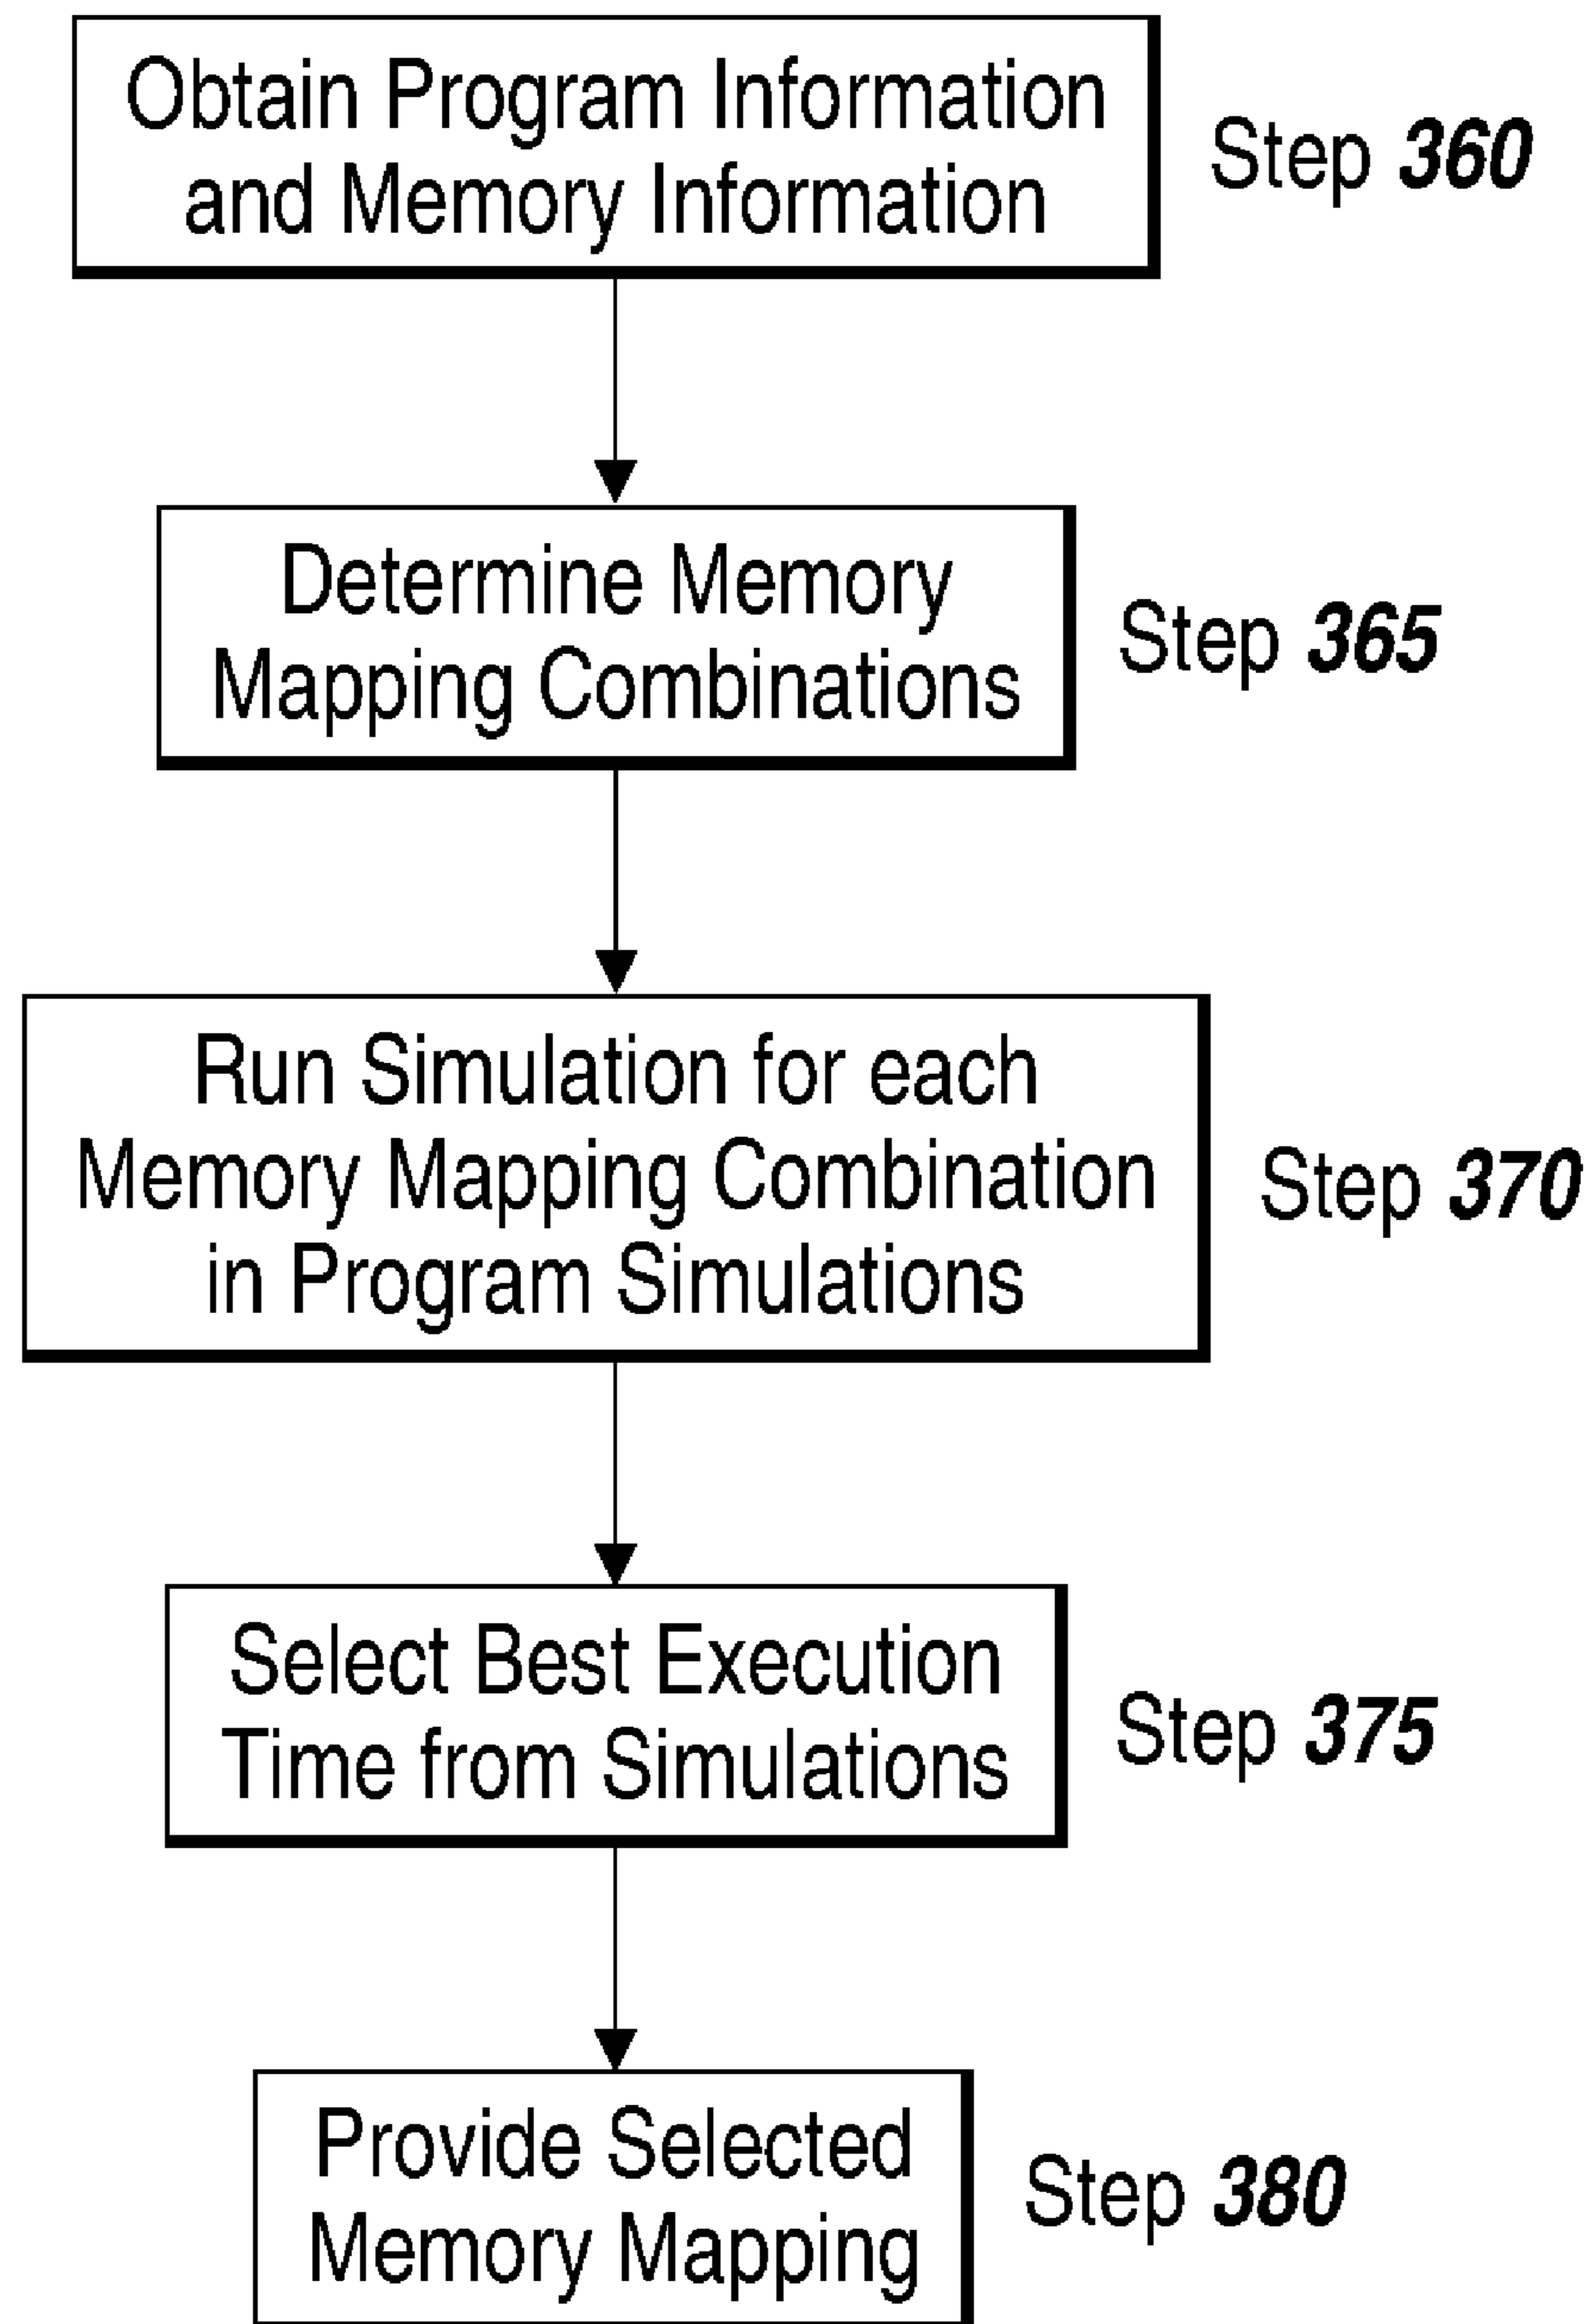 Obtain Program Information
and Memory Information
Step 360
Determine Memory
Mapping Combinations
Step 365
Run Simulation for each
Memory Mapping Combination
in Program Simulations
Step 370
Select Best Execution
Time from Simulations
Step 375
Provide Selected
Memory Mapping
Step 380